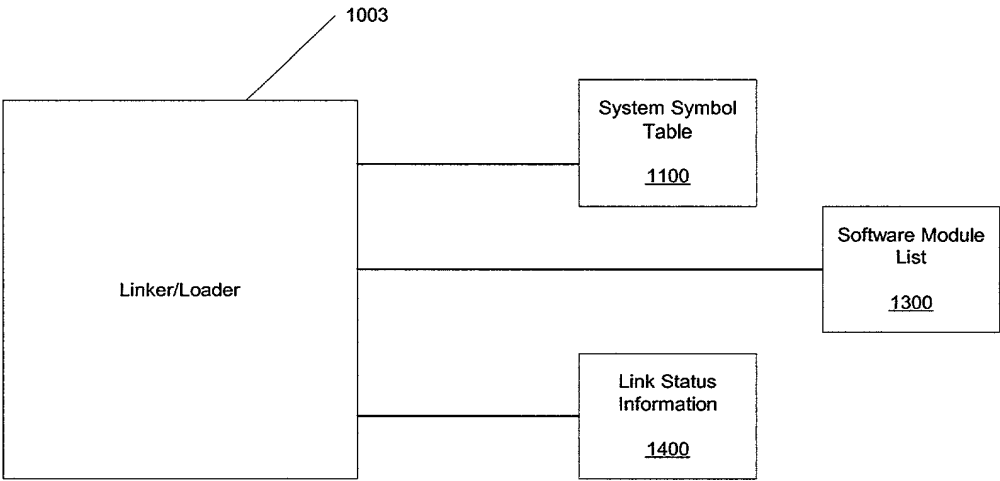 1003
System Symbol
Table
1100
Software Module
List
1300
Linker/Loader
Link Status
Information
1400